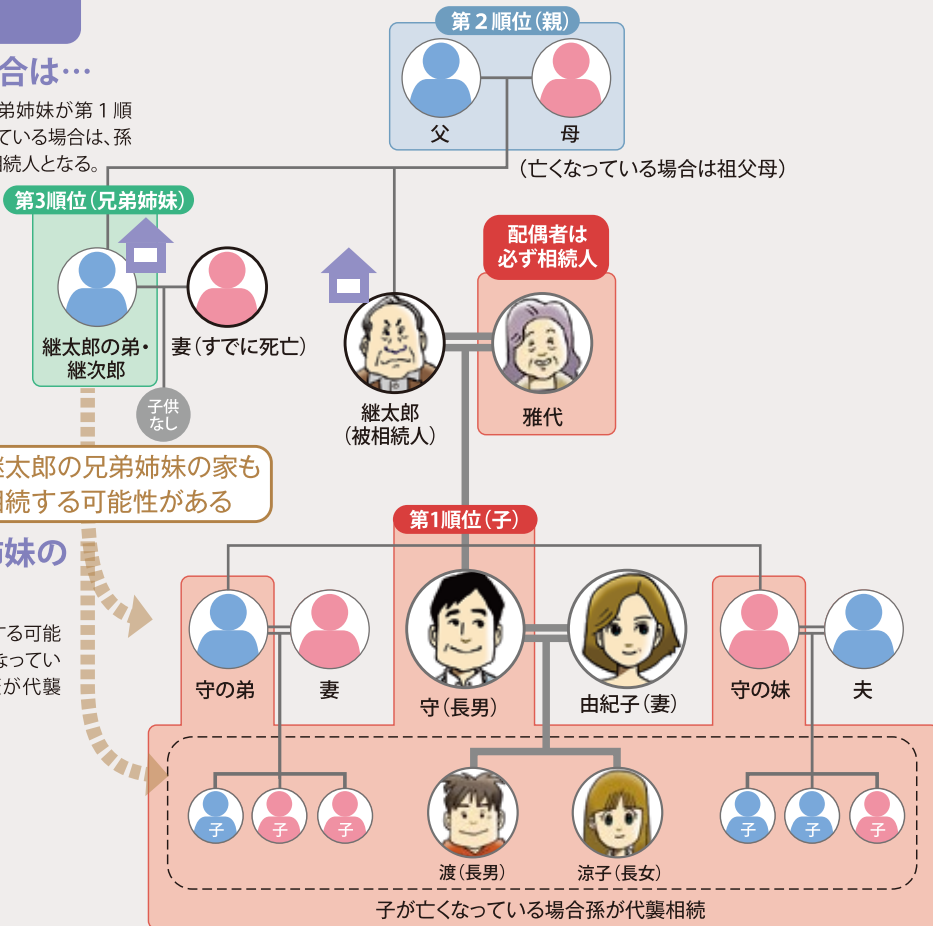 合は…
弟姉妹が第1順
ている場合は、孫
相続人となる。
第2順位(親)
父
母
(亡くなっている場合は祖父母)
第3順位(兄弟姉妹)
継太郎の弟・
継次郎
妻(すでに死亡)
子供
なし
配偶者は
必ず相続人
継太郎
(被相続人)
雅代
継太郎の兄弟姉妹の家も
相続する可能性がある
姉妹の
する可能
なってい
が代襲
第1順位(子)
守の弟
妻
守(長男)
由紀子(妻)
守の妹
夫
子
子
子
渡(長男)
涼子(長女)
子
子
子
子が亡くなっている場合孫が代襲相続